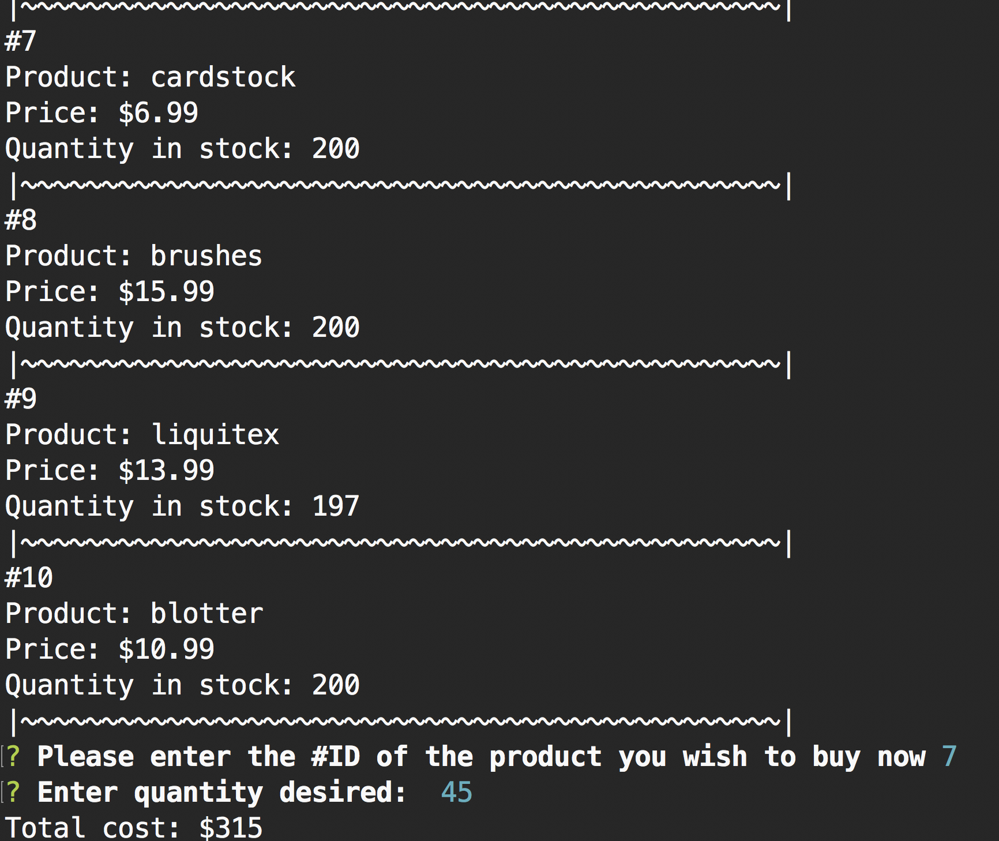 |~~~~~~~~~~~~~~~~~~~~~~~~~~~~~~~~~~~~~~~~~~~~~~~|
#7
Product: cardstock
Price: $6.99
Quantity in stock: 200
|~~~~~~~~~~~~~~~~~~~~~~~~~~~~~~~~~~~~~~~~~~~~~~~|
#8
Product: brushes
Price: $15.99
Quantity in stock: 200
|~~~~~~~~~~~~~~~~~~~~~~~~~~~~~~~~~~~~~~~~~~~~~~~|
#9
Product: liquitex
Price: $13.99
Quantity in stock: 197
|~~~~~~~~~~~~~~~~~~~~~~~~~~~~~~~~~~~~~~~~~~~~~~~|
#10
Product: blotter
Price: $10.99
Quantity in stock: 200
|~~~~~~~~~~~~~~~~~~~~~~~~~~~~~~~~~~~~~~~~~~~~~~~|
? Please enter the #ID of the product you wish to buy now 7
? Enter quantity desired:  45
Total cost: $315